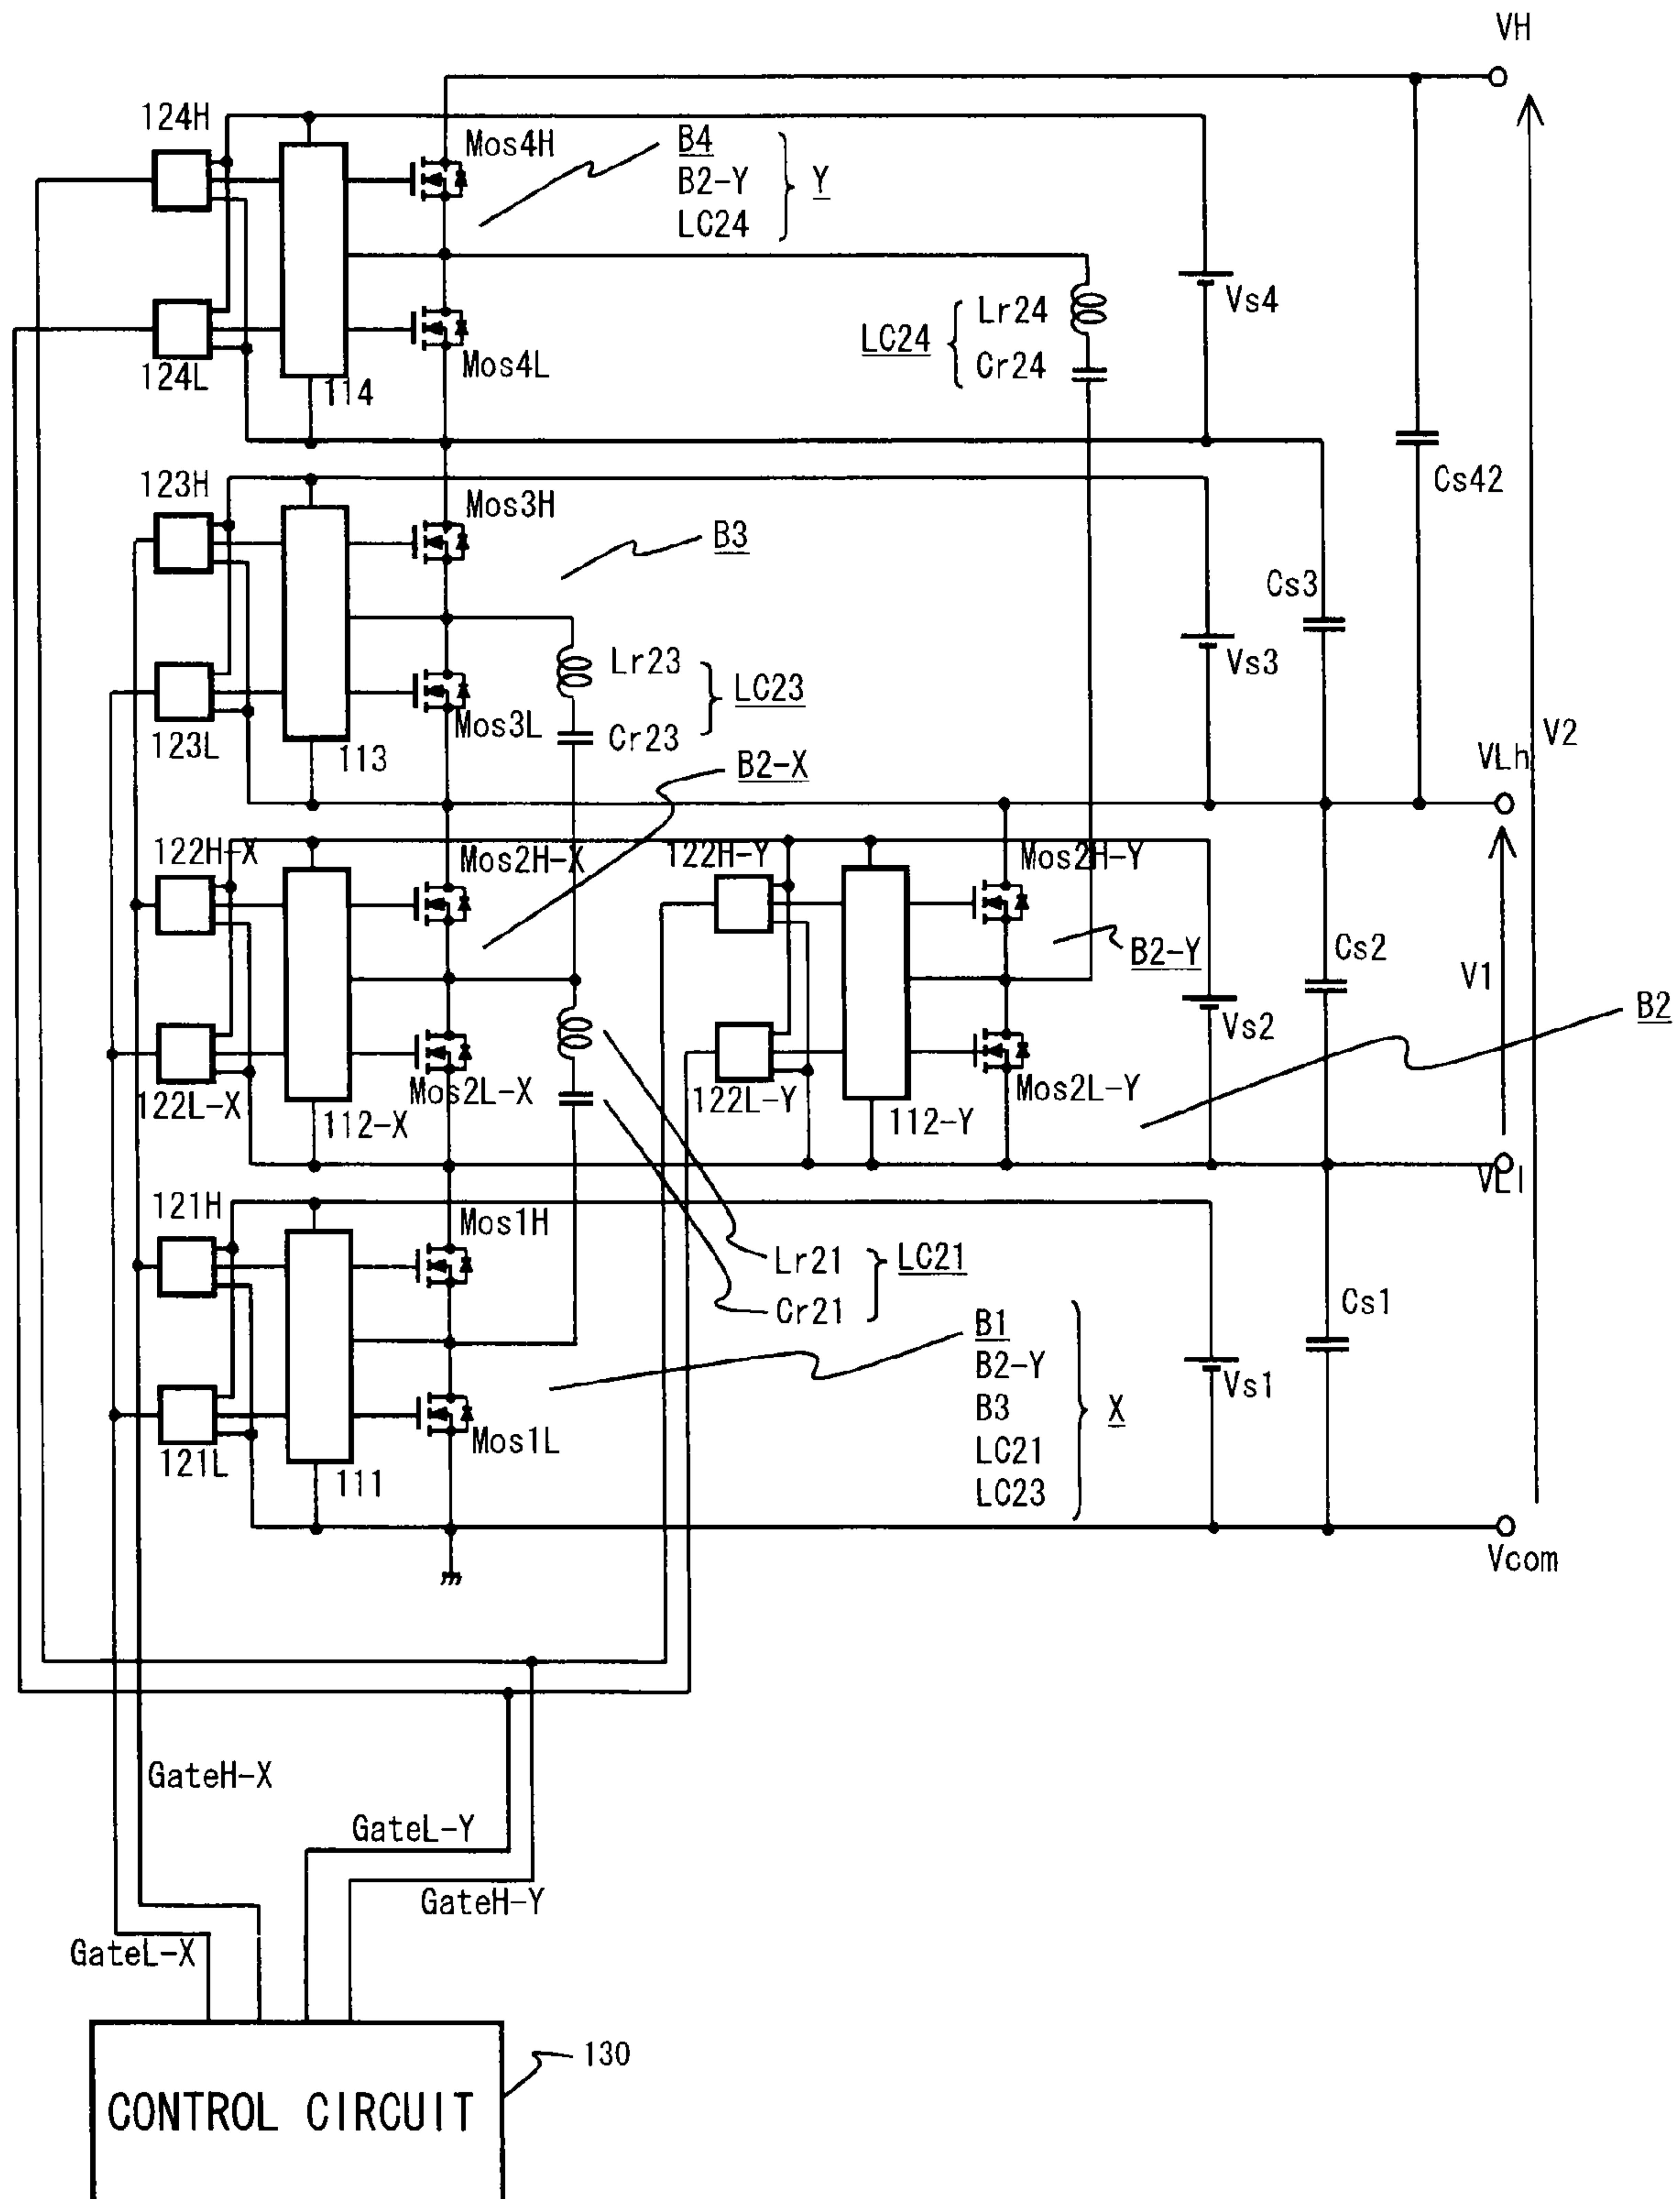 VH
124H
Mos4H
B4
B2-Y
LC24
Y
Vs4
Lr24
Cr24
LC24
124L
Mos4L
114
123H
Mos3H
B3
Cs42
Cs3
Lr23
Cr23
LC23
Vs3
123L
Mos3L
113
B2-X
VLh
V2
122H-X
Mos2H-X
122H-Y
Mos2H-Y
B2-Y
Cs2
V1
Vs2
B2
122L-X
Mos2L-X
112-X
122L-Y
Mos2L-Y
112-Y
VLl
121H
Mos1H
Lr21
Cr21
LC21
Cs1
B1
B2-Y
B3
LC21
LC23
X
Vs1
121L
Mos1L
111
Vcom
GateH-X
GateL-Y
GateH-Y
GateL-X
130
CONTROL CIRCUIT